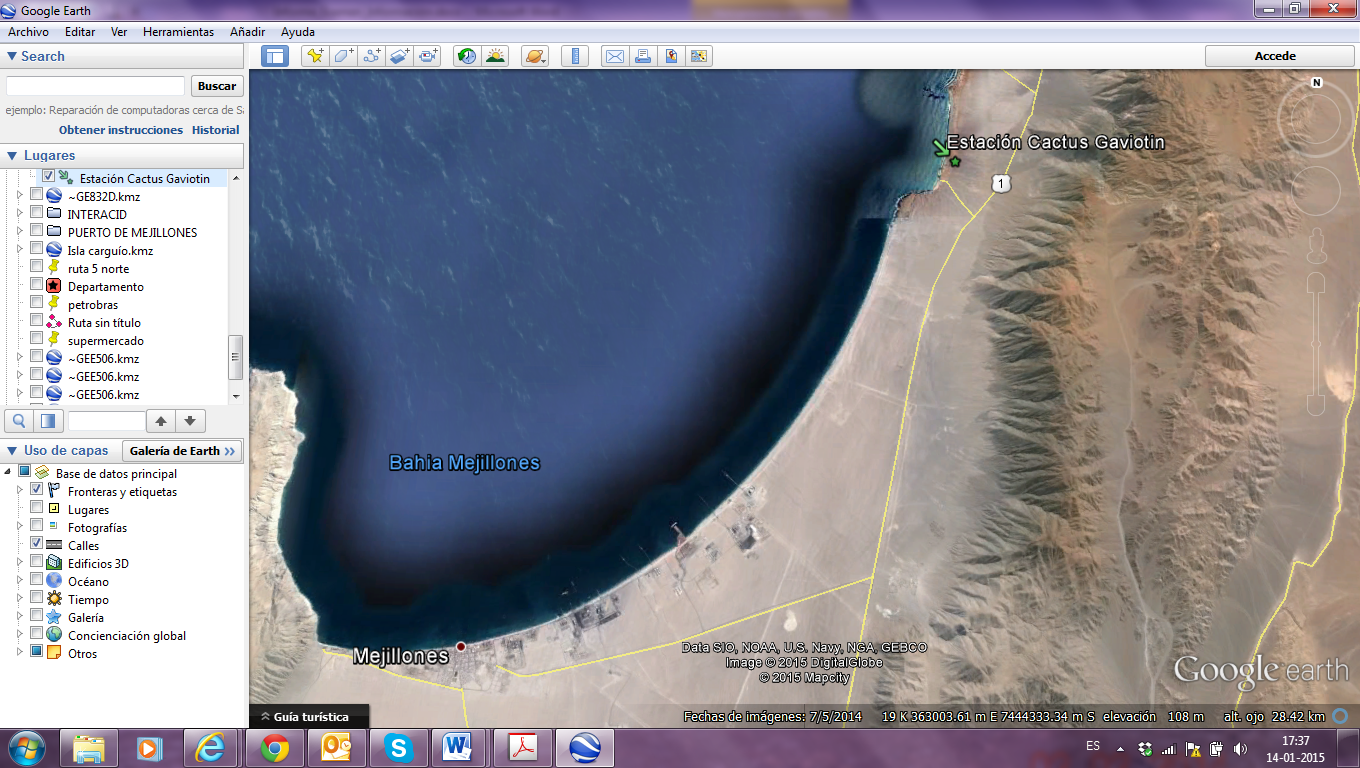 Google Earth
Archivo Editar Ver Herramientas Añadir Ayuda
Search
Buscar
ejemplo: Reparación de computadoras cerca de Sa
Obtener instrucciones Historial
Lugares
Estación Cactus Gaviotin
~GE832D.kmz
INTERACID
PUERTO DE MEJILLONES
Isla carguío.kmz
ruta 5 norte
Departamento
petrobras
Ruta sin título
supermercado
~GEE506.kmz
~GEE506.kmz
~GEE506.kmz
Uso de capas
Galería de Earth >>
Base de datos principal
Fronteras y etiquetas
Lugares
Fotografías
Calles
Edificios 3D
Océano
Tiempo
Galería
Concienciación global
Otros
Accede
N
Estación Cactus Gaviotin
1
Bahia Mejillones
Mejillones
Data SIO, NOAA, U.S. Navy, NGA, GEBCO
Image © 2015 DigitalGlobe
© 2015 Mapcity
Google earth
Guía turística
Fechas de imágenes: 7/5/2014 19 K 363003.61 m E 7444333.34 m S elevación 108 m alt. ojo 28.42 km
ES
17:37
14-01-2015